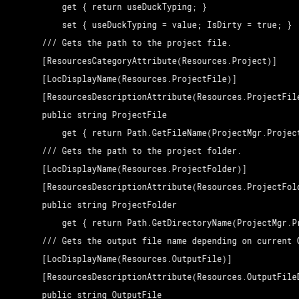 get { return useDuckTyping; }
set { useDuckTyping = value; IsDirty = true; }
/// Gets the path to the project file.
[ResourcesCategoryAttribute(Resources.Project)]
[LocDisplayName(Resources.ProjectFile)]
[ResourcesDescriptionAttribute(Resources.ProjectFile
public string ProjectFile
get { return Path.GetFileName(ProjectMgr.Project
/// Gets the path to the project folder.
[LocDisplayName(Resources.ProjectFolder)]
[ResourcesDescriptionAttribute(Resources.ProjectFol
public string ProjectFolder
get { return Path.GetDirectoryName(ProjectMgr.Pr
/// Gets the output file name depending on current
[LocDisplayName(Resources.OutputFile)]
[ResourcesDescriptionAttribute(Resources.OutputFile
public string OutputFile